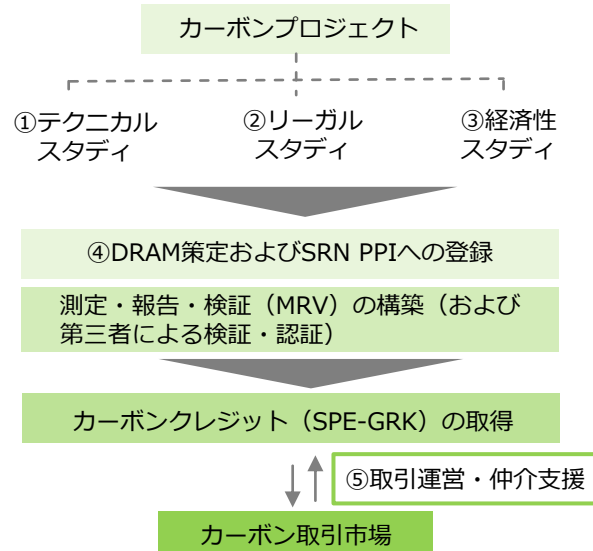 カーボンプロジェクト
①テクニカル
スタディ
②リーガル
スタディ
③経済性
スタディ
④DRAM策定およびSRN PPIへの登録
測定・報告・検証（MRV）の構築（および
第三者による検証・認証）
カーボンクレジット（SPE-GRK）の取得
⑤取引運営・仲介支援
カーボン取引市場